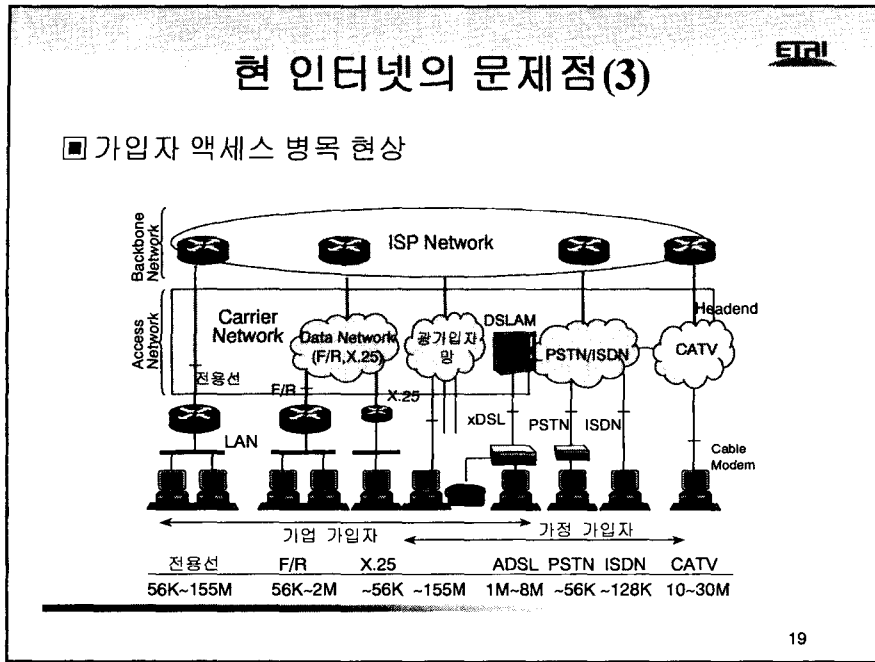 현 인터넷의 문제점(3)
ETRI
가입자 액세스 병목 현상
Backbone
Network
ISP Network
Access
Network
Carrier
Network
Data Network
(F/R,X.25)
광가입자
망
DSLAM
PSTN/ISDN
Headend
CATV
전용선
F/R
X.25
xDSL
PSTN
ISDN
LAN
Cable
Modem
기업 가입자
가정 가입자
전용선 F/R X.25 ADSL PSTN ISDN CATV
56K~155M 56K~2M ~56K ~155M 1M~8M ~56K ~128K 10~30M
19